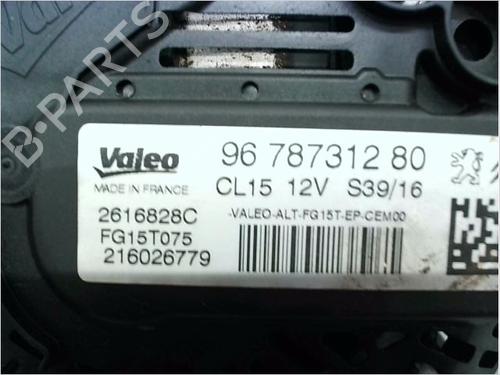 Valeo
B-PARTS
Valeo 96 787312 80
MADE IN FRANCE CL15 12V S39/16
2616828C -VALEO-ALT-FG15T-EP-CEM00
FG15T075
216026779